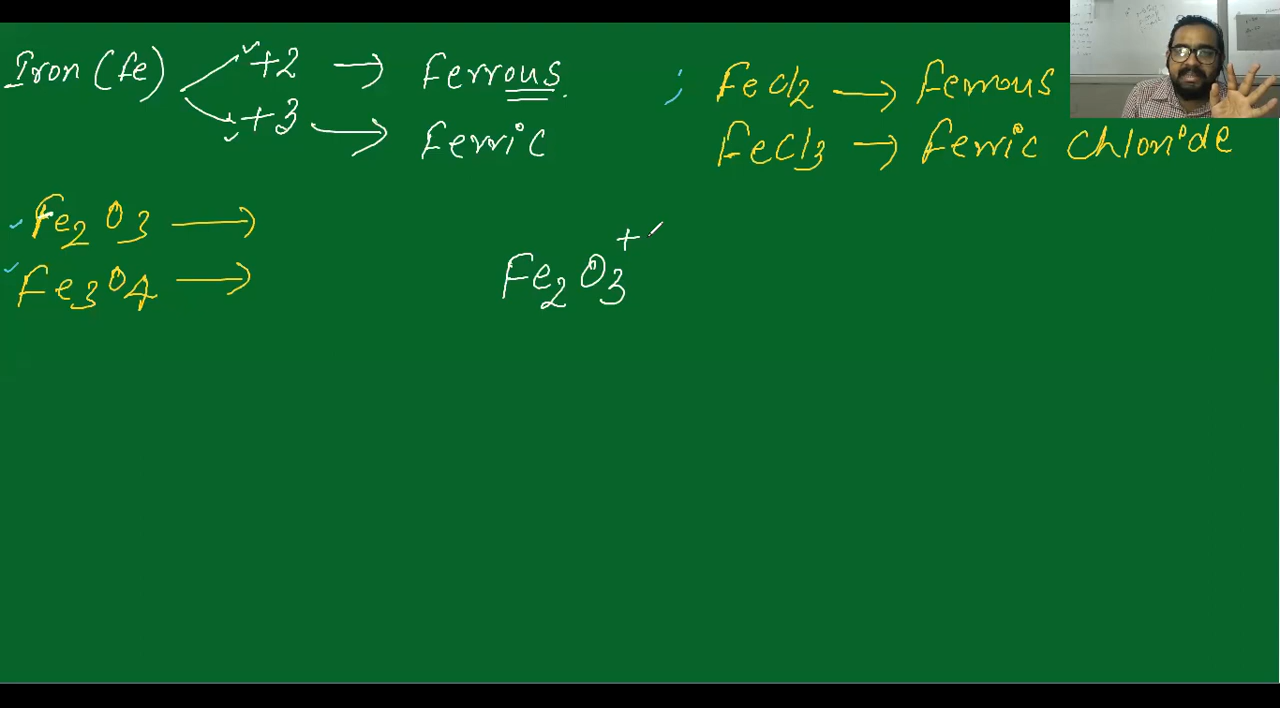 Iron (fe) +2 → Ferrous.
+3 → Ferric
; FeCl2 → Ferrous
FeCl3 → Ferric Chloride
Fe2O3 →
Fe3O4 →
Fe2O3 +